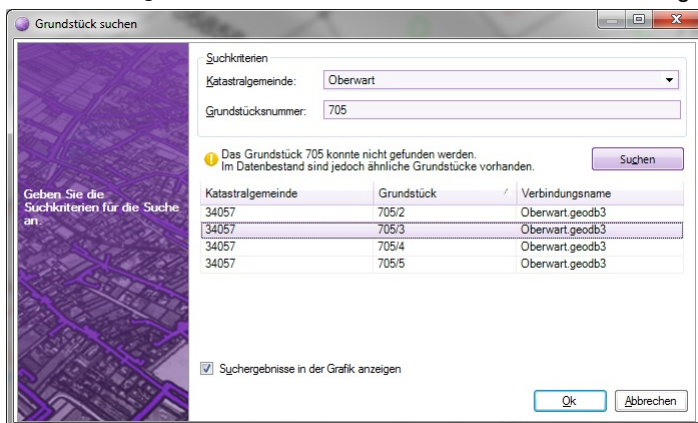 Grundstück suchen
Suchkriterien
Katastralgemeinde: Oberwart
Grundstücksnummer: 705
Das Grundstück 705 konnte nicht gefunden werden.
Im Datenbestand sind jedoch ähnliche Grundstücke vorhanden.
Suchen
Geben Sie die
Suchkriterien für die Suche
an.
Katastralgemeinde Grundstück Verbindungsname
34057 705/2 Oberwart.geodb3
34057 705/3 Oberwart.geodb3
34057 705/4 Oberwart.geodb3
34057 705/5 Oberwart.geodb3
Suchergebnisse in der Grafik anzeigen
Ok Abbrechen